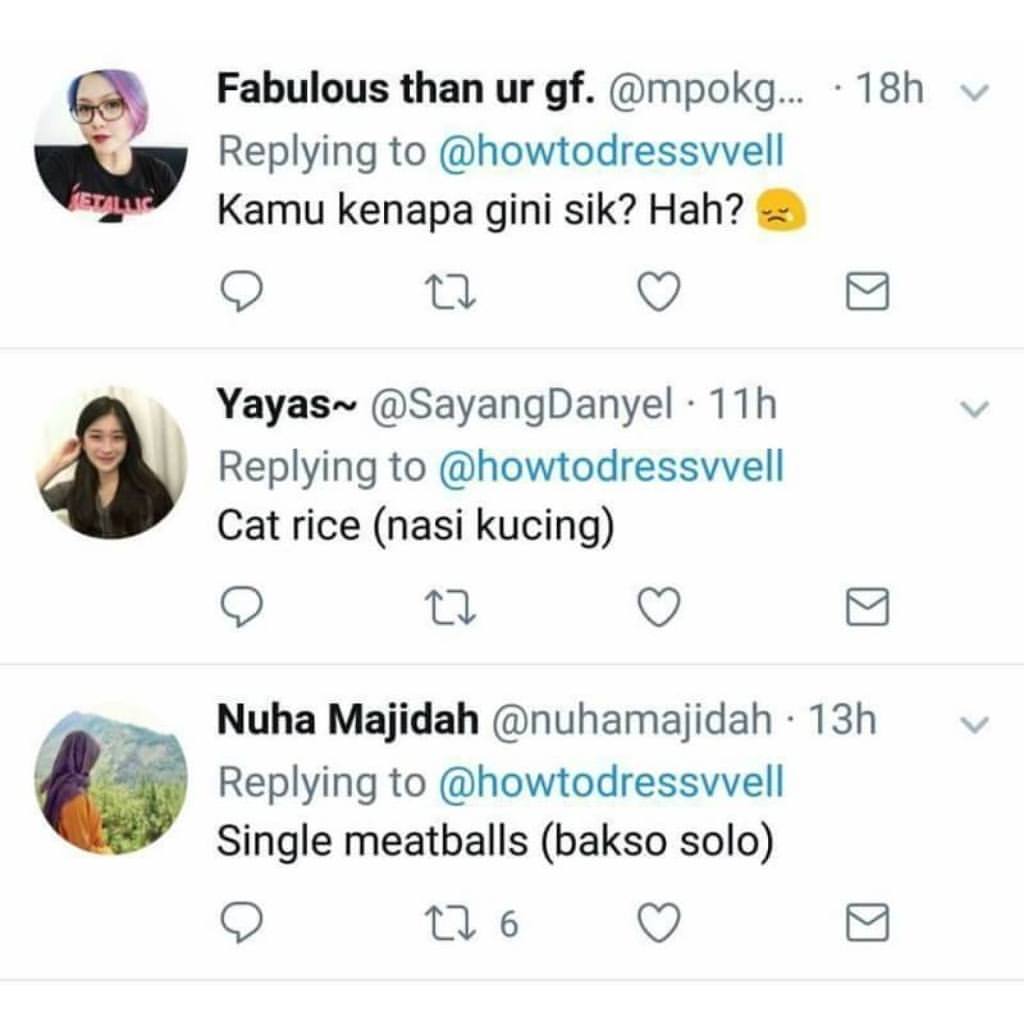 Fabulous than ur gf. @mpokg... · 18h
Replying to @howtodressvvell
Kamu kenapa gini sik? Hah? 😢
Yayas~ @SayangDanyel · 11h
Replying to @howtodressvvell
Cat rice (nasi kucing)
Nuha Majidah @nuhamajidah · 13h
Replying to @howtodressvvell
Single meatballs (bakso solo)
6
METALLIC